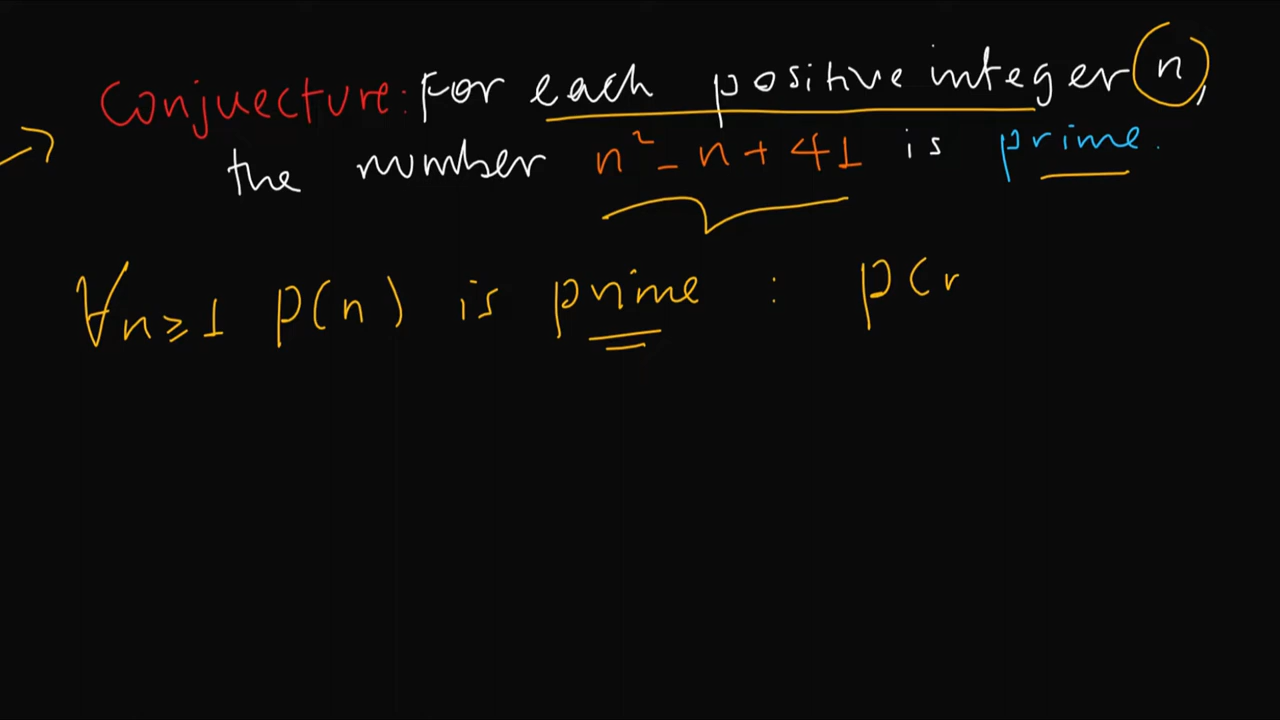 Conjuecture: For each positive integer n,
the number n² - n + 41 is prime.
∀n≥1 P(n) is prime : P(r